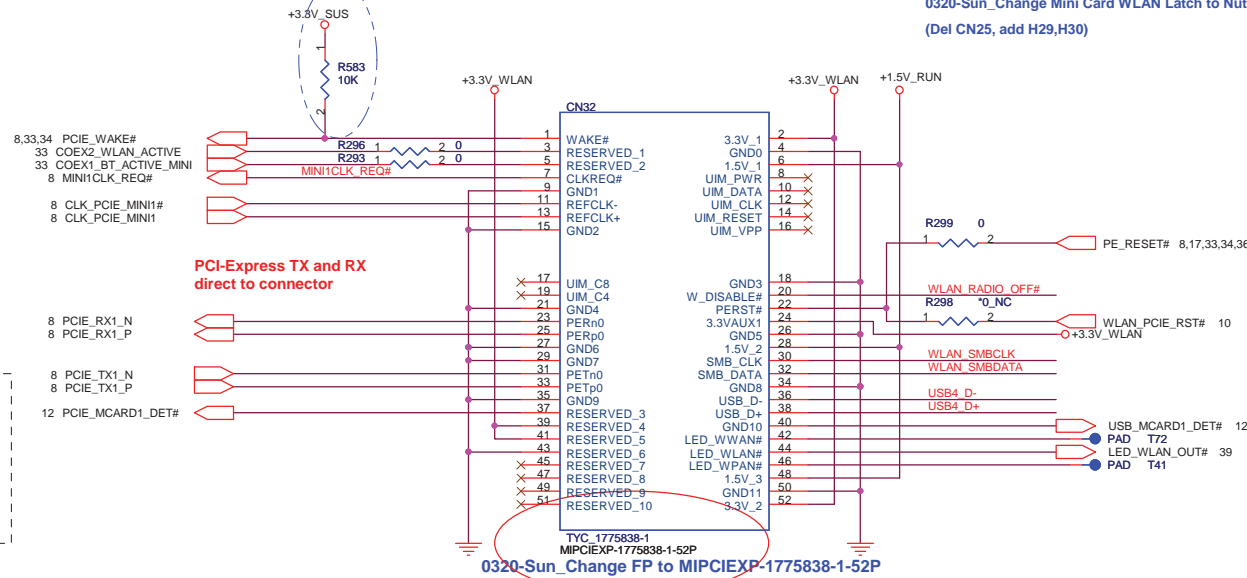 0320-Sun_Change Mini Card WLAN Latch to Nut
(Del CN25, add H29,H30)
+3.3V_SUS
1
R583
10K
2
+3.3V_WLAN
+3.3V_WLAN
+1.5V_RUN
CN32
8,33,34 PCIE_WAKE#
33 COEX2_WLAN_ACTIVE
33 COEX1_BT_ACTIVE_MINI
8 MINI1CLK_REQ#
R296 1 2 0
R293 1 2 0
MINI1CLK_REQ#
8 CLK_PCIE_MINI1#
8 CLK_PCIE_MINI1
PCI-Express TX and RX
direct to connector
8 PCIE_RX1_N
8 PCIE_RX1_P
8 PCIE_TX1_N
8 PCIE_TX1_P
12 PCIE_MCARD1_DET#
1 WAKE#
3 RESERVED_1
5 RESERVED_2
7 CLKREQ#
9 GND1
11 REFCLK-
13 REFCLK+
15 GND2
17 UIM_C8
19 UIM_C4
21 GND4
23 PERn0
25 PERp0
27 GND6
29 GND7
31 PETn0
33 PETp0
35 GND9
37 RESERVED_3
39 RESERVED_4
41 RESERVED_5
43 RESERVED_6
45 RESERVED_7
47 RESERVED_8
49 RESERVED_9
51 RESERVED_10
3.3V_1 2
GND0 4
1.5V_1 6
UIM_PWR 8
UIM_DATA 10
UIM_CLK 12
UIM_RESET 14
UIM_VPP 16
GND3 18
W_DISABLE# 20
PERST# 22
3.3VAUX1 24
GND5 26
1.5V_2 28
SMB_CLK 30
SMB_DATA 32
GND8 34
USB_D- 36
USB_D+ 38
GND10 40
LED_WWAN# 42
LED_WLAN# 44
LED_WPAN# 46
1.5V_3 48
GND11 50
3.3V_2 52
R299 0
1 2
PE_RESET# 8,17,33,34,36
WLAN_RADIO_OFF#
R298 *0_NC
1 2
WLAN_PCIE_RST# 10
+3.3V_WLAN
WLAN_SMBCLK
WLAN_SMBDATA
USB4_D-
USB4_D+
USB_MCARD1_DET# 12
PAD T72
LED_WLAN_OUT# 39
PAD T41
TYC_1775838-1
MIPCIEXP-1775838-1-52P
0320-Sun_Change FP to MIPCIEXP-1775838-1-52P